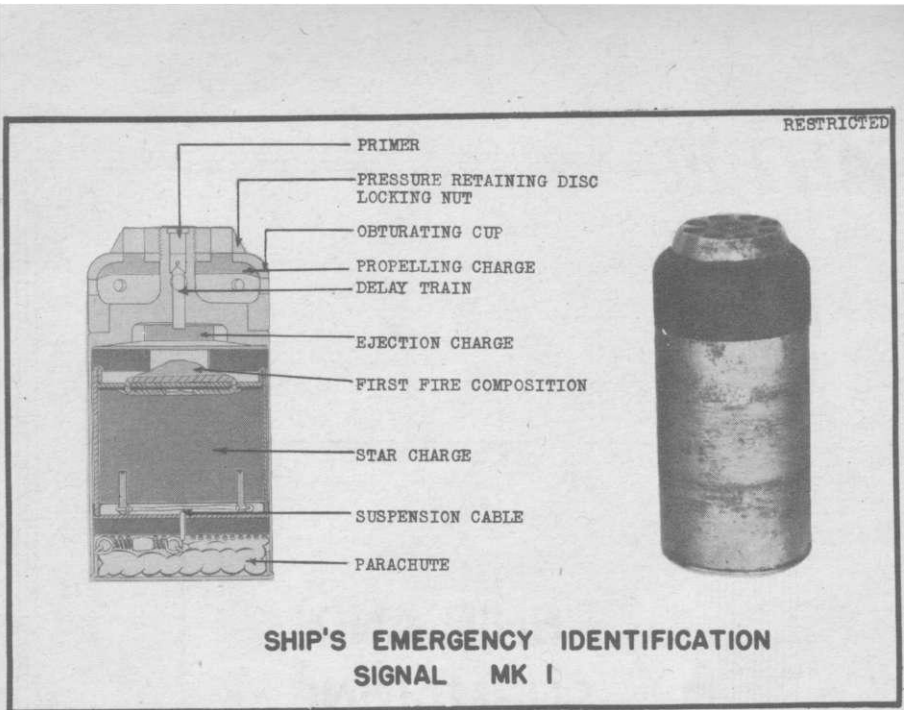 RESTRICTED
PRIMER
PRESSURE RETAINING DISC
LOCKING NUT
OBTURATING CUP
PROPELLING CHARGE
DELAY TRAIN
EJECTION CHARGE
FIRST FIRE COMPOSITION
STAR CHARGE
SUSPENSION CABLE
PARACHUTE
SHIP'S EMERGENCY IDENTIFICATION
SIGNAL MK I